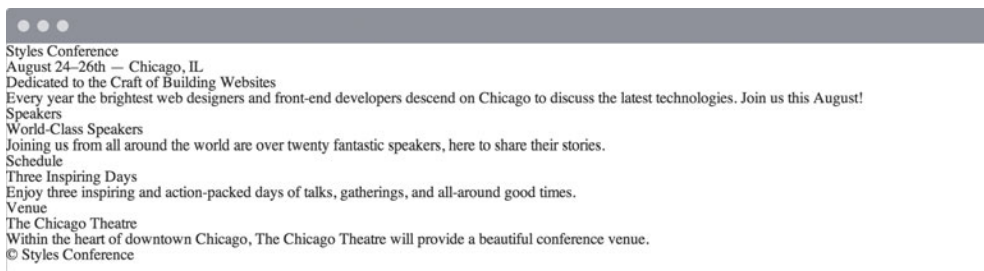 Styles Conference
August 24–26th — Chicago, IL
Dedicated to the Craft of Building Websites
Every year the brightest web designers and front-end developers descend on Chicago to discuss the latest technologies. Join us this August!
Speakers
World-Class Speakers
Joining us from all around the world are over twenty fantastic speakers, here to share their stories.
Schedule
Three Inspiring Days
Enjoy three inspiring and action-packed days of talks, gatherings, and all-around good times.
Venue
The Chicago Theatre
Within the heart of downtown Chicago, The Chicago Theatre will provide a beautiful conference venue.
© Styles Conference